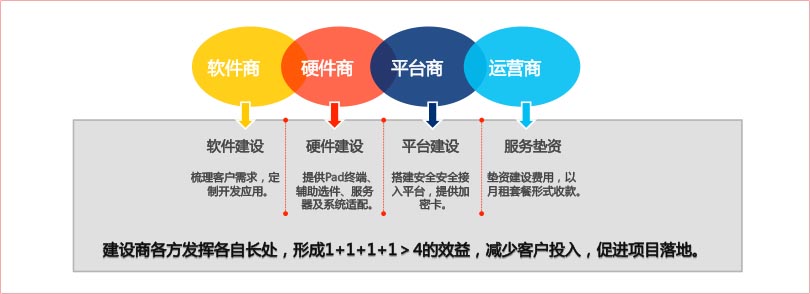 软件商 硬件商 平台商 运营商
软件建设 硬件建设 平台建设 服务垫资
梳理客户需求，定
制开发应用。
提供Pad终端、
辅助选件、服务
器及系统适配。
搭建安全安全接
入平台，提供加
密卡。
垫资建设费用，以
月租套餐形式收款。
建设商各方发挥各自长处，形成1+1+1+1＞4的效益，减少客户投入，促进项目落地。